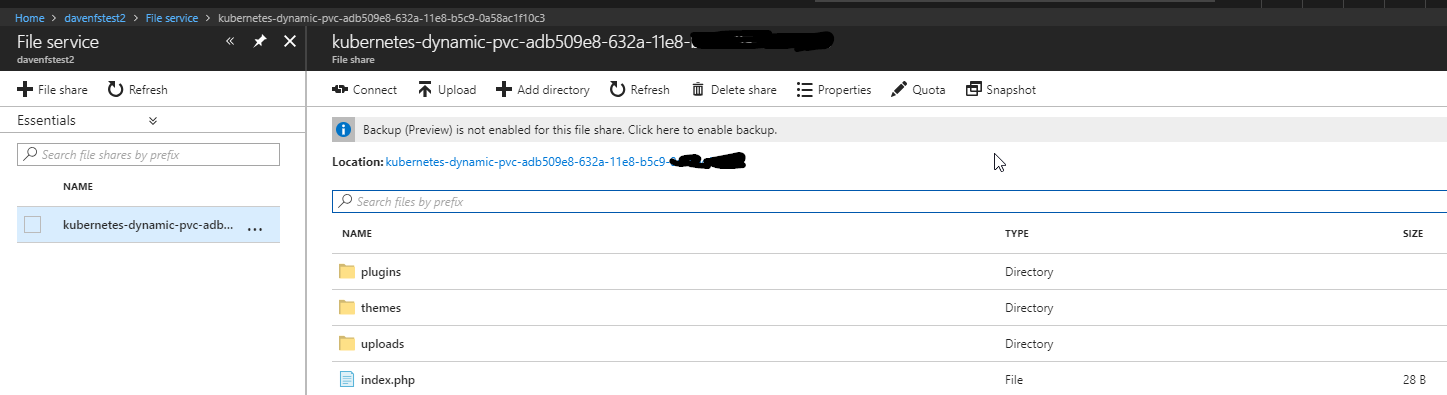 Home > davenfstest2 > File service > kubernetes-dynamic-pvc-adb509e8-632a-11e8-b5c9-0a58ac1f10c3
File service
davenfstest2
kubernetes-dynamic-pvc-adb509e8-632a-11e8-
File share
File share Refresh
Connect Upload Add directory Refresh Delete share Properties Quota Snapshot
Essentials
Backup (Preview) is not enabled for this file share. Click here to enable backup.
Search file shares by prefix
Location: kubernetes-dynamic-pvc-adb509e8-632a-11e8-b5c9-
NAME
kubernetes-dynamic-pvc-adb... ...
Search files by prefix
NAME TYPE SIZE
plugins Directory
themes Directory
uploads Directory
index.php File 28 B